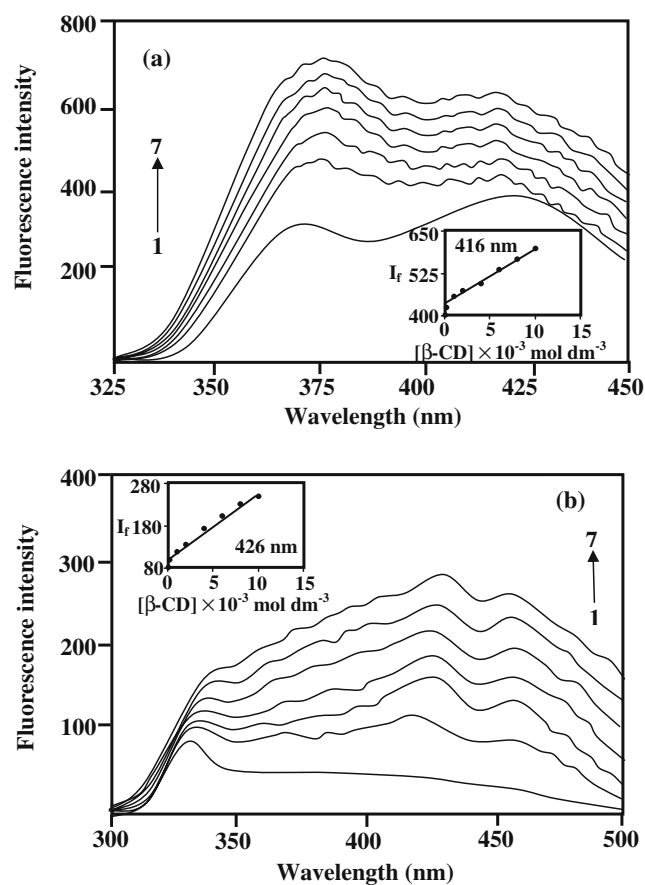 800
(a)
600
7
400
1
200
Fluorescence intensity
650
416 nm
I_f 525
400
0 5 10 15
[β-CD] ×10⁻³ mol dm⁻³
325 350 375 400 425 450
Wavelength (nm)
400
280
(b)
I_f 180
426 nm
7
80
0 5 10 15
1
[β-CD] ×10⁻³ mol dm⁻³
300
200
100
Fluorescence intensity
300 350 400 450 500
Wavelength (nm)